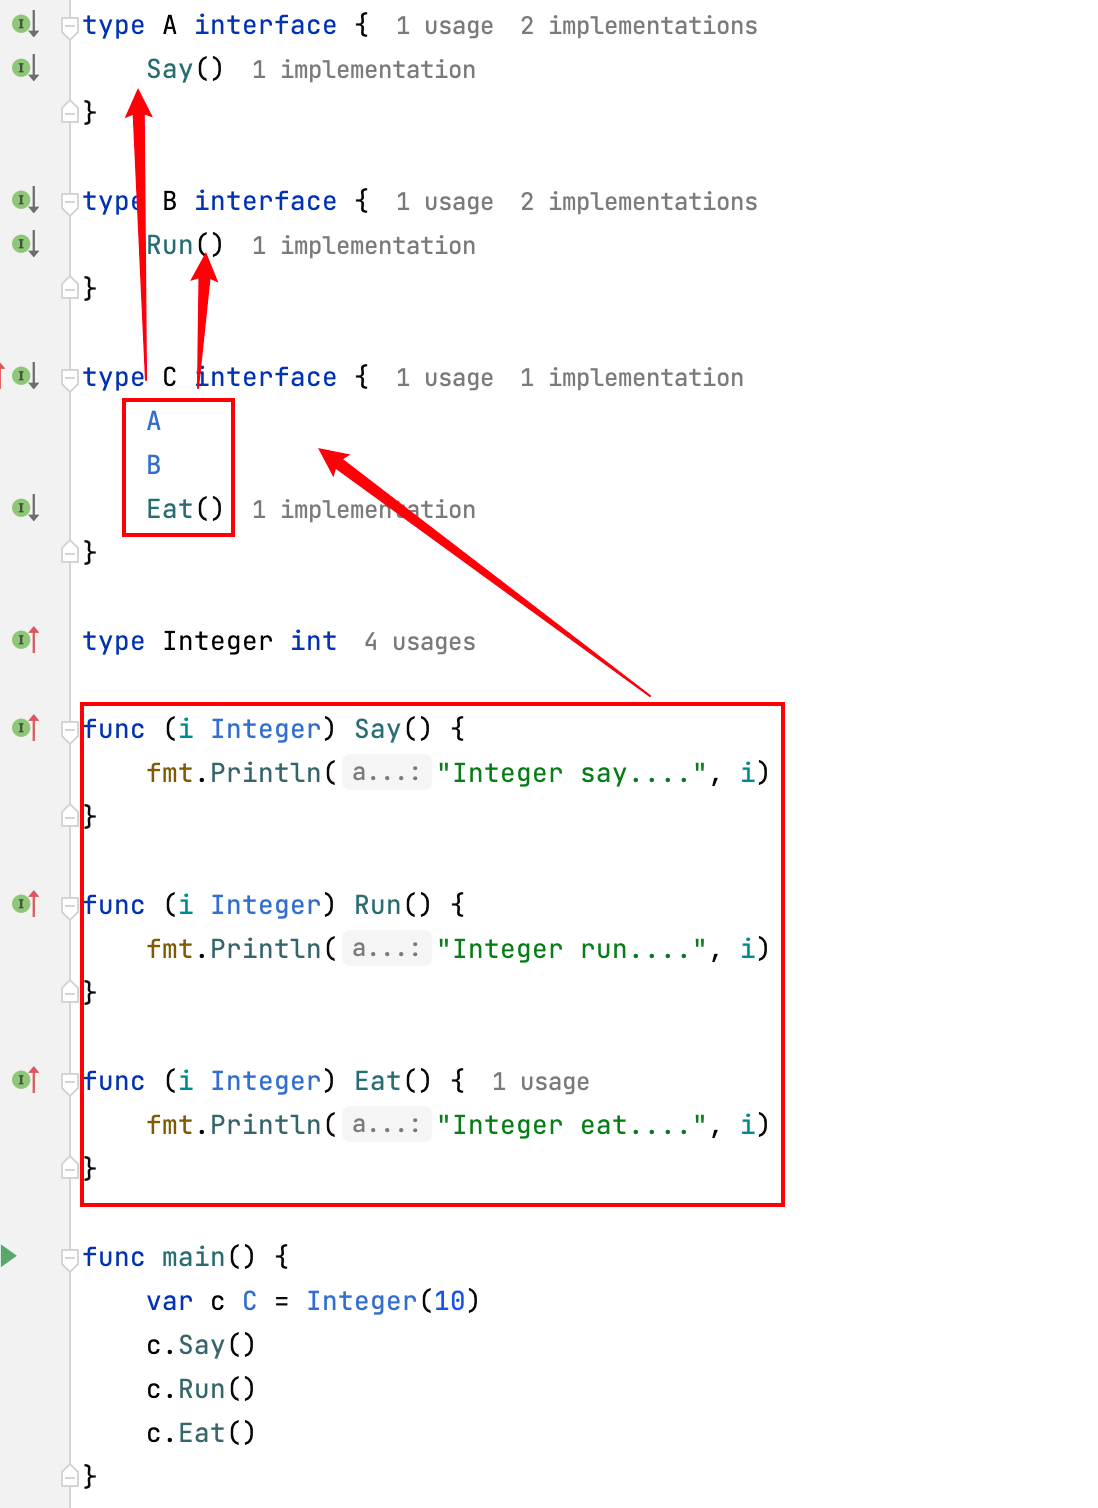 type A interface { 1 usage 2 implementations
    Say() 1 implementation
}
type B interface { 1 usage 2 implementations
    Run() 1 implementation
}
type C interface { 1 usage 1 implementation
    A
    B
    Eat() 1 implementation
}
type Integer int 4 usages
func (i Integer) Say() {
    fmt.Println( a...: "Integer say....", i)
}
func (i Integer) Run() {
    fmt.Println( a...: "Integer run....", i)
}
func (i Integer) Eat() { 1 usage
    fmt.Println( a...: "Integer eat....", i)
}
func main() {
    var c C = Integer(10)
    c.Say()
    c.Run()
    c.Eat()
}